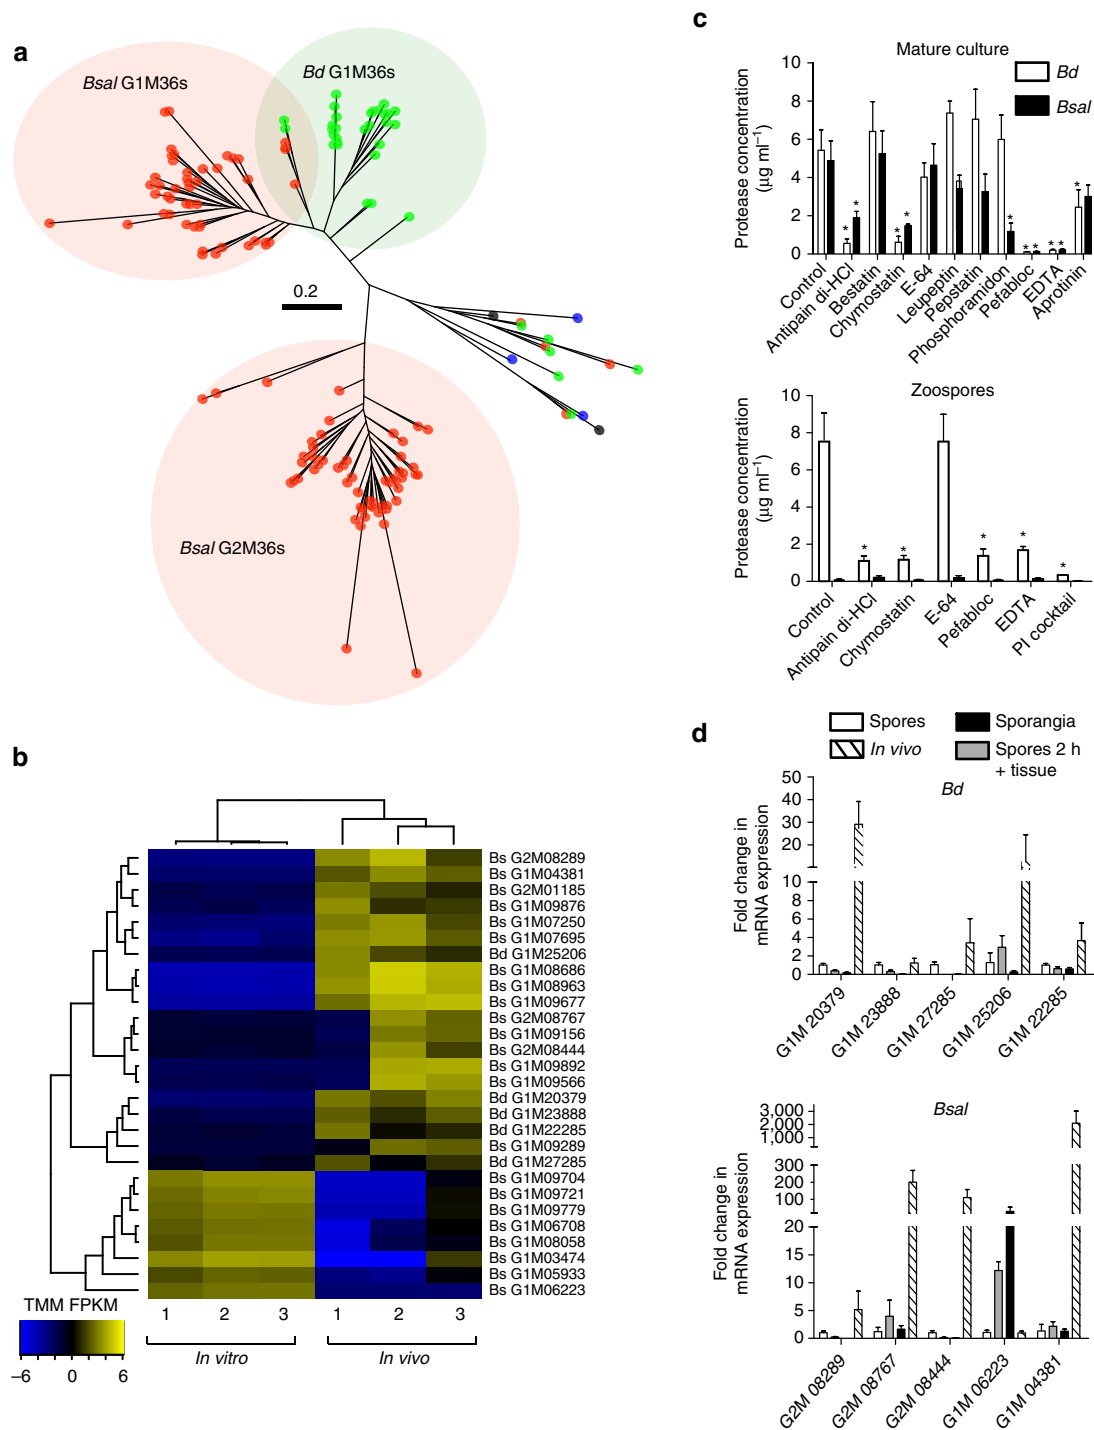 a
Bsal G1M36s
Bd G1M36s
0.2
Bsal G2M36s
b
Bs G2M08289
Bs G1M04381
Bs G2M01185
Bs G1M09876
Bs G1M07250
Bs G1M07695
Bd G1M25206
Bs G1M08686
Bs G1M08963
Bs G1M09677
Bs G2M08767
Bs G1M09156
Bs G2M08444
Bs G1M09892
Bs G1M09566
Bd G1M20379
Bs G1M23888
Bd G1M22285
Bs G1M09289
Bd G1M27285
Bs G1M09704
Bs G1M09721
Bs G1M09779
Bs G1M06708
Bs G1M08058
Bs G1M03474
Bs G1M05933
Bs G1M06223
TMM FPKM
–6 0 6
1 2 3 1 2 3
In vitro In vivo
c
Mature culture
Bd
Bsal
Protease concentration
(µg ml–1)
10
8
6
4
2
0
* * * * * * * * * *
Control
Antipain di-HCl
Bestatin
Chymostatin
E-64
Leupeptin
Pepstatin
Phosphoramidon
Pefabloc
EDTA
Aprotinin
Zoospores
Protease concentration
(µg ml–1)
10
8
6
4
2
0
* * * * *
Control
Antipain di-HCl
Chymostatin
E-64
Pefabloc
EDTA
PI cocktail
d
Spores
Sporangia
In vivo
Spores 2 h
+ tissue
Bd
Fold change in
mRNA expression
50
40
30
20
10
10
8
6
4
2
0
G1M 20379
G1M 23888
G1M 27285
G1M 25206
G1M 22285
Bsal
Fold change in
mRNA expression
3,000
2,000
1,000
300
200
100
20
15
10
5
0
G2M 08289
G2M 08767
G2M 08444
G1M 06223
G1M 04381